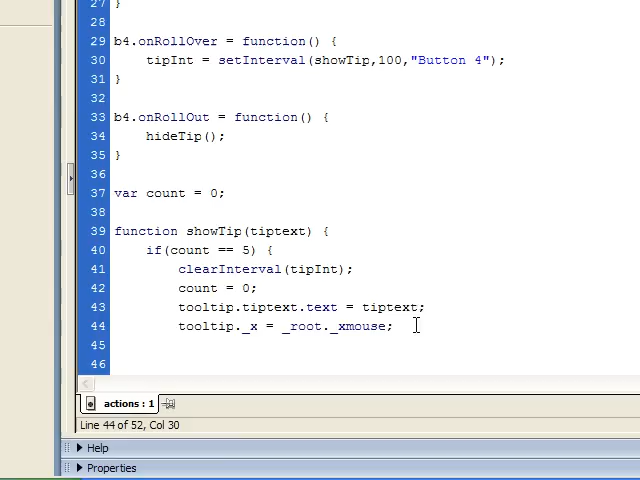 27 }
28
29 b4.onRollOver = function() {
30 tipInt = setInterval(showTip,100,"Button 4");
31 }
32
33 b4.onRollOut = function() {
34 hideTip();
35 }
36
37 var count = 0;
38
39 function showTip(tiptext) {
40 if(count == 5) {
41 clearInterval(tipInt);
42 count = 0;
43 tooltip.tiptext.text = tiptext;
44 tooltip._x = _root._xmouse;
45
46
actions : 1
Line 44 of 52, Col 30
Help
Properties